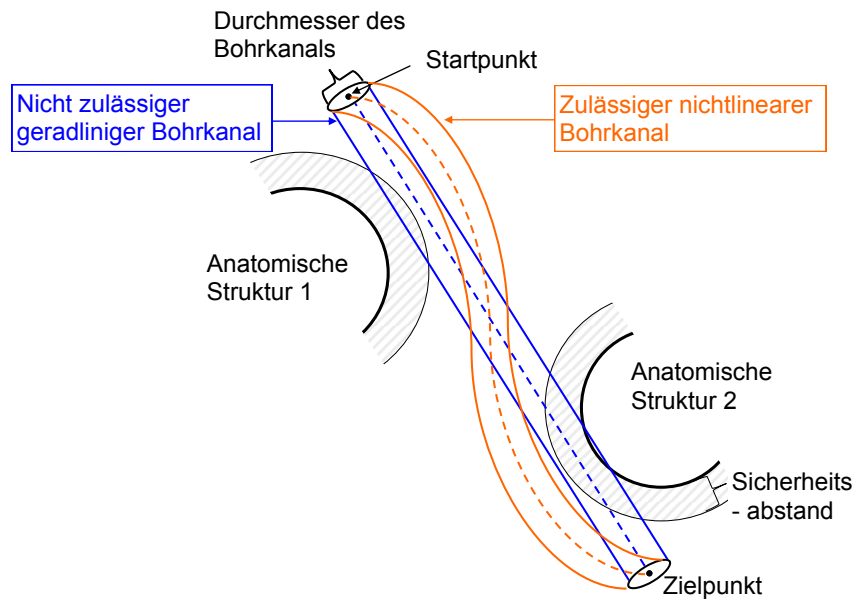 Durchmesser des
Bohrkanals
Startpunkt
Nicht zulässiger
geradliniger Bohrkanal
Zulässiger nichtlinearer
Bohrkanal
Anatomische
Struktur 1
Anatomische
Struktur 2
Sicherheits
- abstand
Zielpunkt